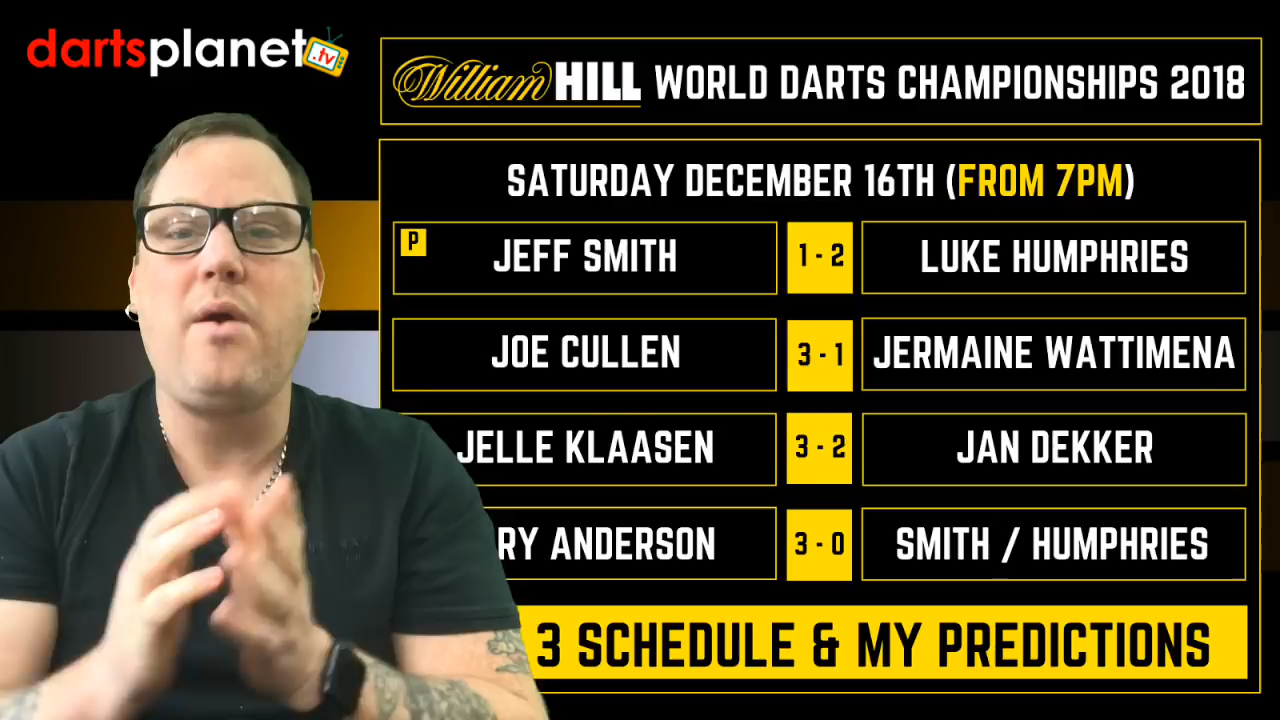 dartsplanet.tv
William HILL WORLD DARTS CHAMPIONSHIPS 2018
SATURDAY DECEMBER 16TH (FROM 7PM)
P JEFF SMITH 1 - 2 LUKE HUMPHRIES
JOE CULLEN 3 - 1 JERMAINE WATTIMENA
JELLE KLAASEN 3 - 2 JAN DEKKER
RY ANDERSON 3 - 0 SMITH / HUMPHRIES
3 SCHEDULE & MY PREDICTIONS